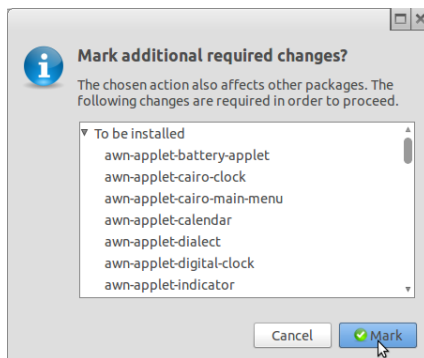 Mark additional required changes?
The chosen action also affects other packages. The
following changes are required in order to proceed.
To be installed
awn-applet-battery-applet
awn-applet-cairo-clock
awn-applet-cairo-main-menu
awn-applet-calendar
awn-applet-dialect
awn-applet-digital-clock
awn-applet-indicator
Cancel
Mark